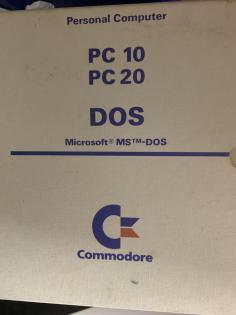 Personal Computer
PC 10
PC 20
DOS
Microsoft® MS™-DOS
Commodore